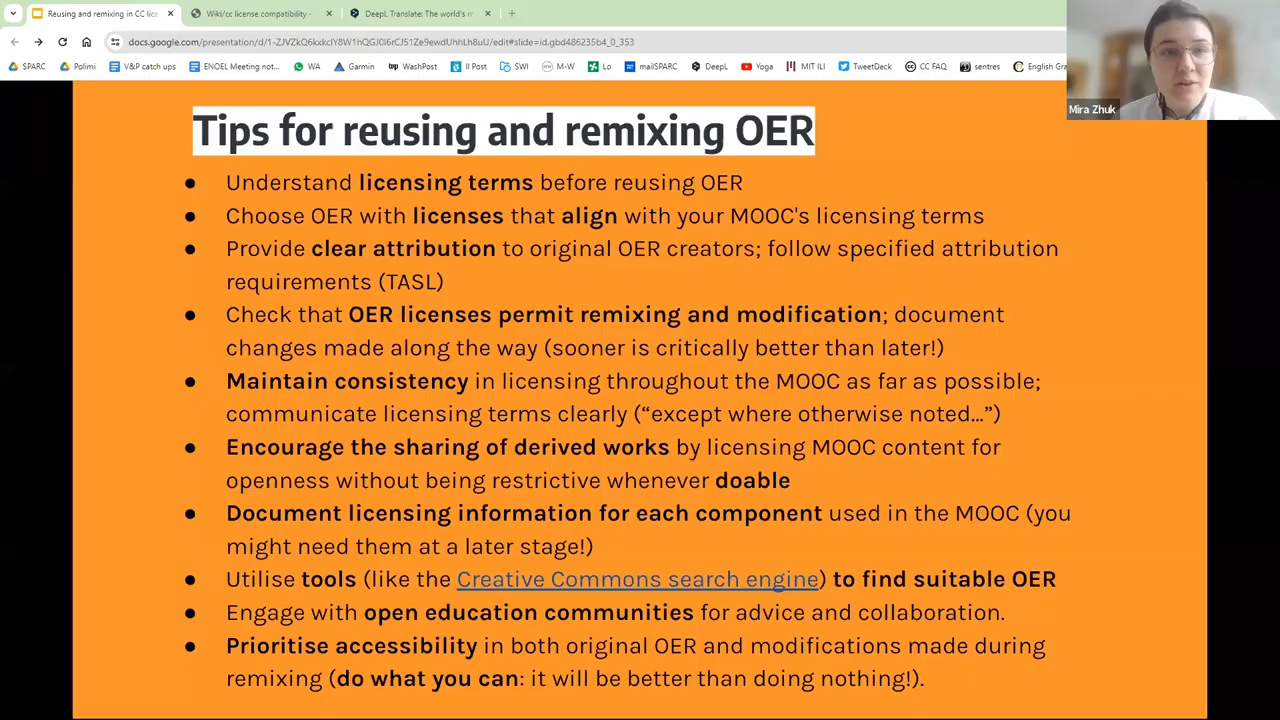 Reusing and remixing in CC lice
Wiki/cc license compatibility -
DeepL Translate: The world's m
docs.google.com/presentation/d/1-ZJVZkQ6kxkclY8W1hQGJ0I6rCJ51Ze9ewdUhhLh8uU/edit#slide=id.gbd486235b4_0_353
SPARC Polimi V&P catch ups ENOEL Meeting not... WA Garmin WashPost Il Post SWI M-W Lo mailSPARC DeepL Yoga MIT ILI TweetDeck CC FAQ sentres English Gra
Mira Zhuk
Tips for reusing and remixing OER
● Understand licensing terms before reusing OER
● Choose OER with licenses that align with your MOOC's licensing terms
● Provide clear attribution to original OER creators; follow specified attribution
requirements (TASL)
● Check that OER licenses permit remixing and modification; document
changes made along the way (sooner is critically better than later!)
● Maintain consistency in licensing throughout the MOOC as far as possible;
communicate licensing terms clearly (“except where otherwise noted...”)
● Encourage the sharing of derived works by licensing MOOC content for
openness without being restrictive whenever doable
● Document licensing information for each component used in the MOOC (you
might need them at a later stage!)
● Utilise tools (like the Creative Commons search engine) to find suitable OER
● Engage with open education communities for advice and collaboration.
● Prioritise accessibility in both original OER and modifications made during
remixing (do what you can: it will be better than doing nothing!).